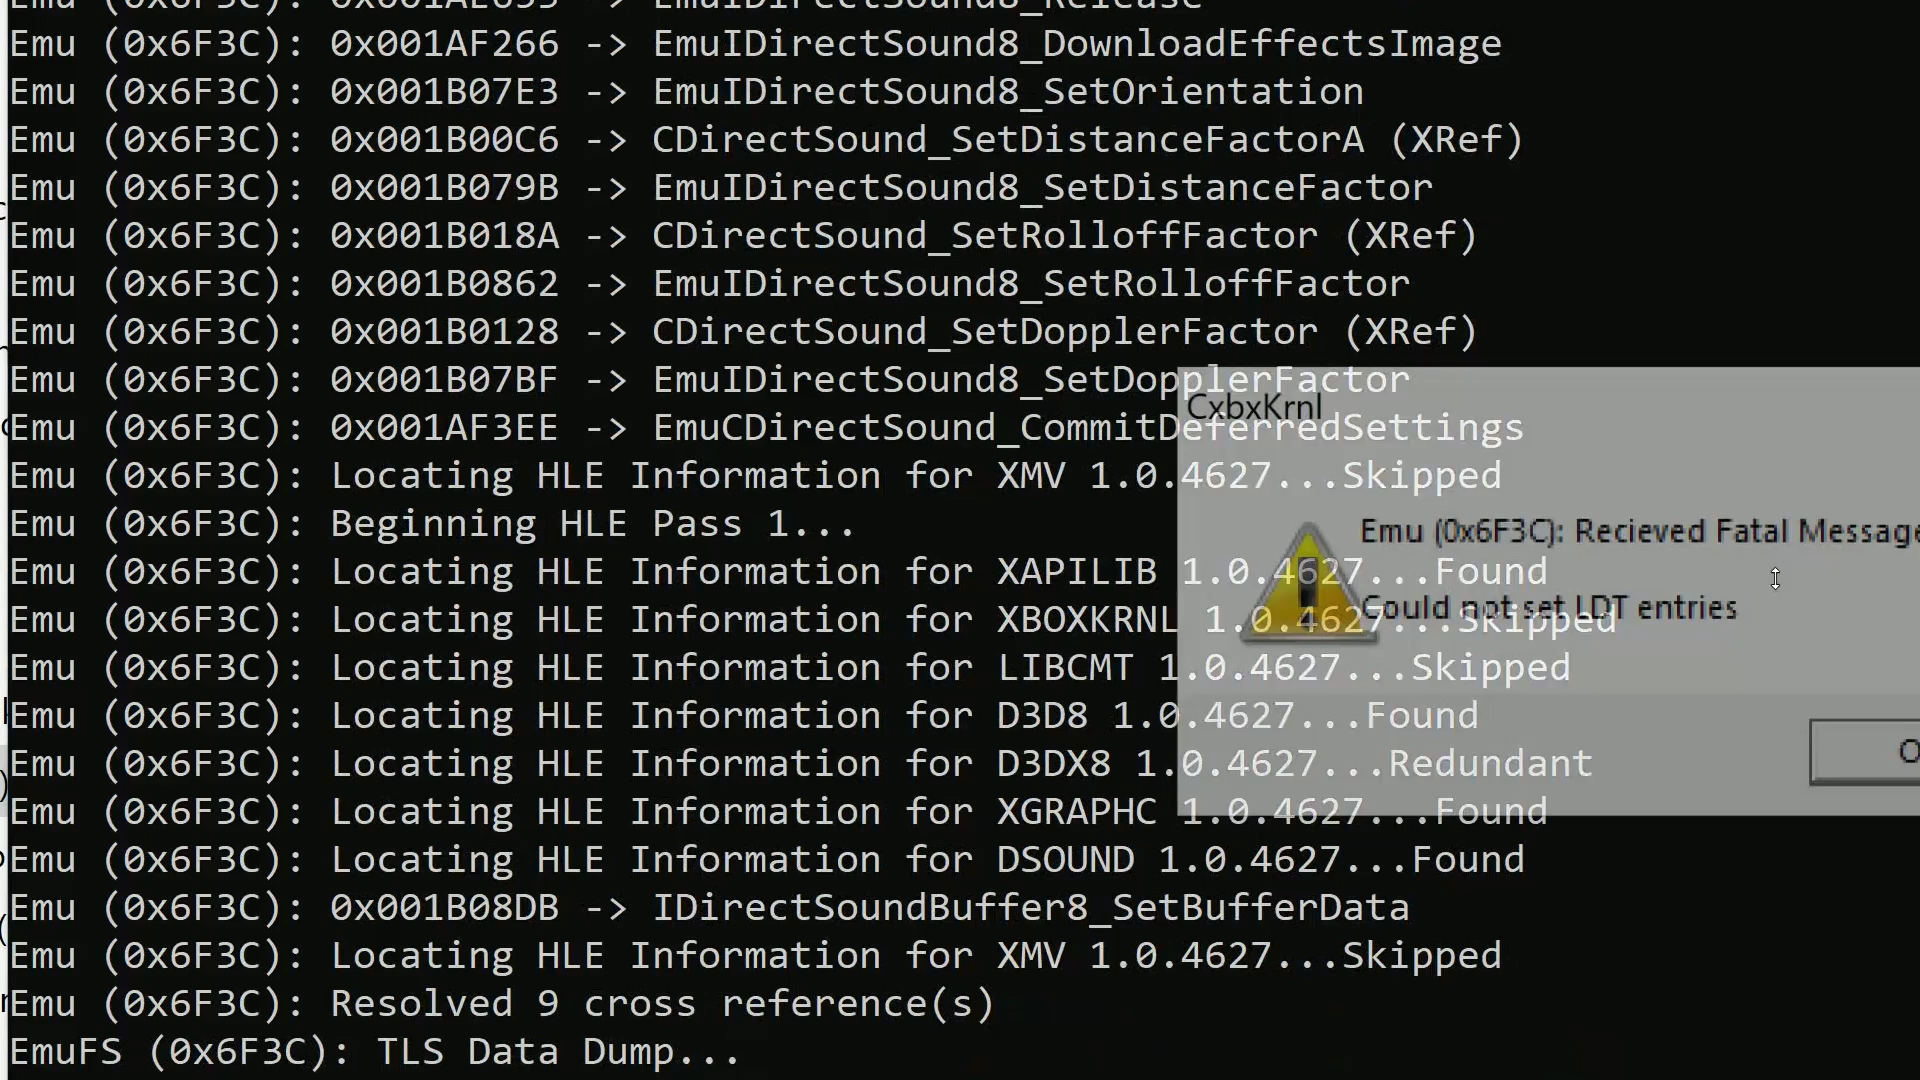 Emu (0x6F3C): 0x001AF266 -> EmuIDirectSound8_DownloadEffectsImage
Emu (0x6F3C): 0x001B07E3 -> EmuIDirectSound8_SetOrientation
Emu (0x6F3C): 0x001B00C6 -> CDirectSound_SetDistanceFactorA (XRef)
Emu (0x6F3C): 0x001B079B -> EmuIDirectSound8_SetDistanceFactor
Emu (0x6F3C): 0x001B018A -> CDirectSound_SetRolloffFactor (XRef)
Emu (0x6F3C): 0x001B0862 -> EmuIDirectSound8_SetRolloffFactor
Emu (0x6F3C): 0x001B0128 -> CDirectSound_SetDopplerFactor (XRef)
Emu (0x6F3C): 0x001B07BF -> EmuIDirectSound8_SetDopplerFactor
Emu (0x6F3C): 0x001AF3EE -> EmuCDirectSound_CommitDeferredSettings
Emu (0x6F3C): Locating HLE Information for XMV 1.0.4627...Skipped
Emu (0x6F3C): Beginning HLE Pass 1...
Emu (0x6F3C): Locating HLE Information for XAPILIB 1.0.4627...Found
Emu (0x6F3C): Locating HLE Information for XBOXKRNL 1.0.4627...Skipped
Emu (0x6F3C): Locating HLE Information for LIBCMT 1.0.4627...Skipped
Emu (0x6F3C): Locating HLE Information for D3D8 1.0.4627...Found
Emu (0x6F3C): Locating HLE Information for D3DX8 1.0.4627...Redundant
Emu (0x6F3C): Locating HLE Information for XGRAPHC 1.0.4627...Found
Emu (0x6F3C): Locating HLE Information for DSOUND 1.0.4627...Found
Emu (0x6F3C): 0x001B08DB -> IDirectSoundBuffer8_SetBufferData
Emu (0x6F3C): Locating HLE Information for XMV 1.0.4627...Skipped
Emu (0x6F3C): Resolved 9 cross reference(s)
EmuFS (0x6F3C): TLS Data Dump...
CxbxKrnl
Emu (0x6F3C): Recieved Fatal Message
Could not set LDT entries